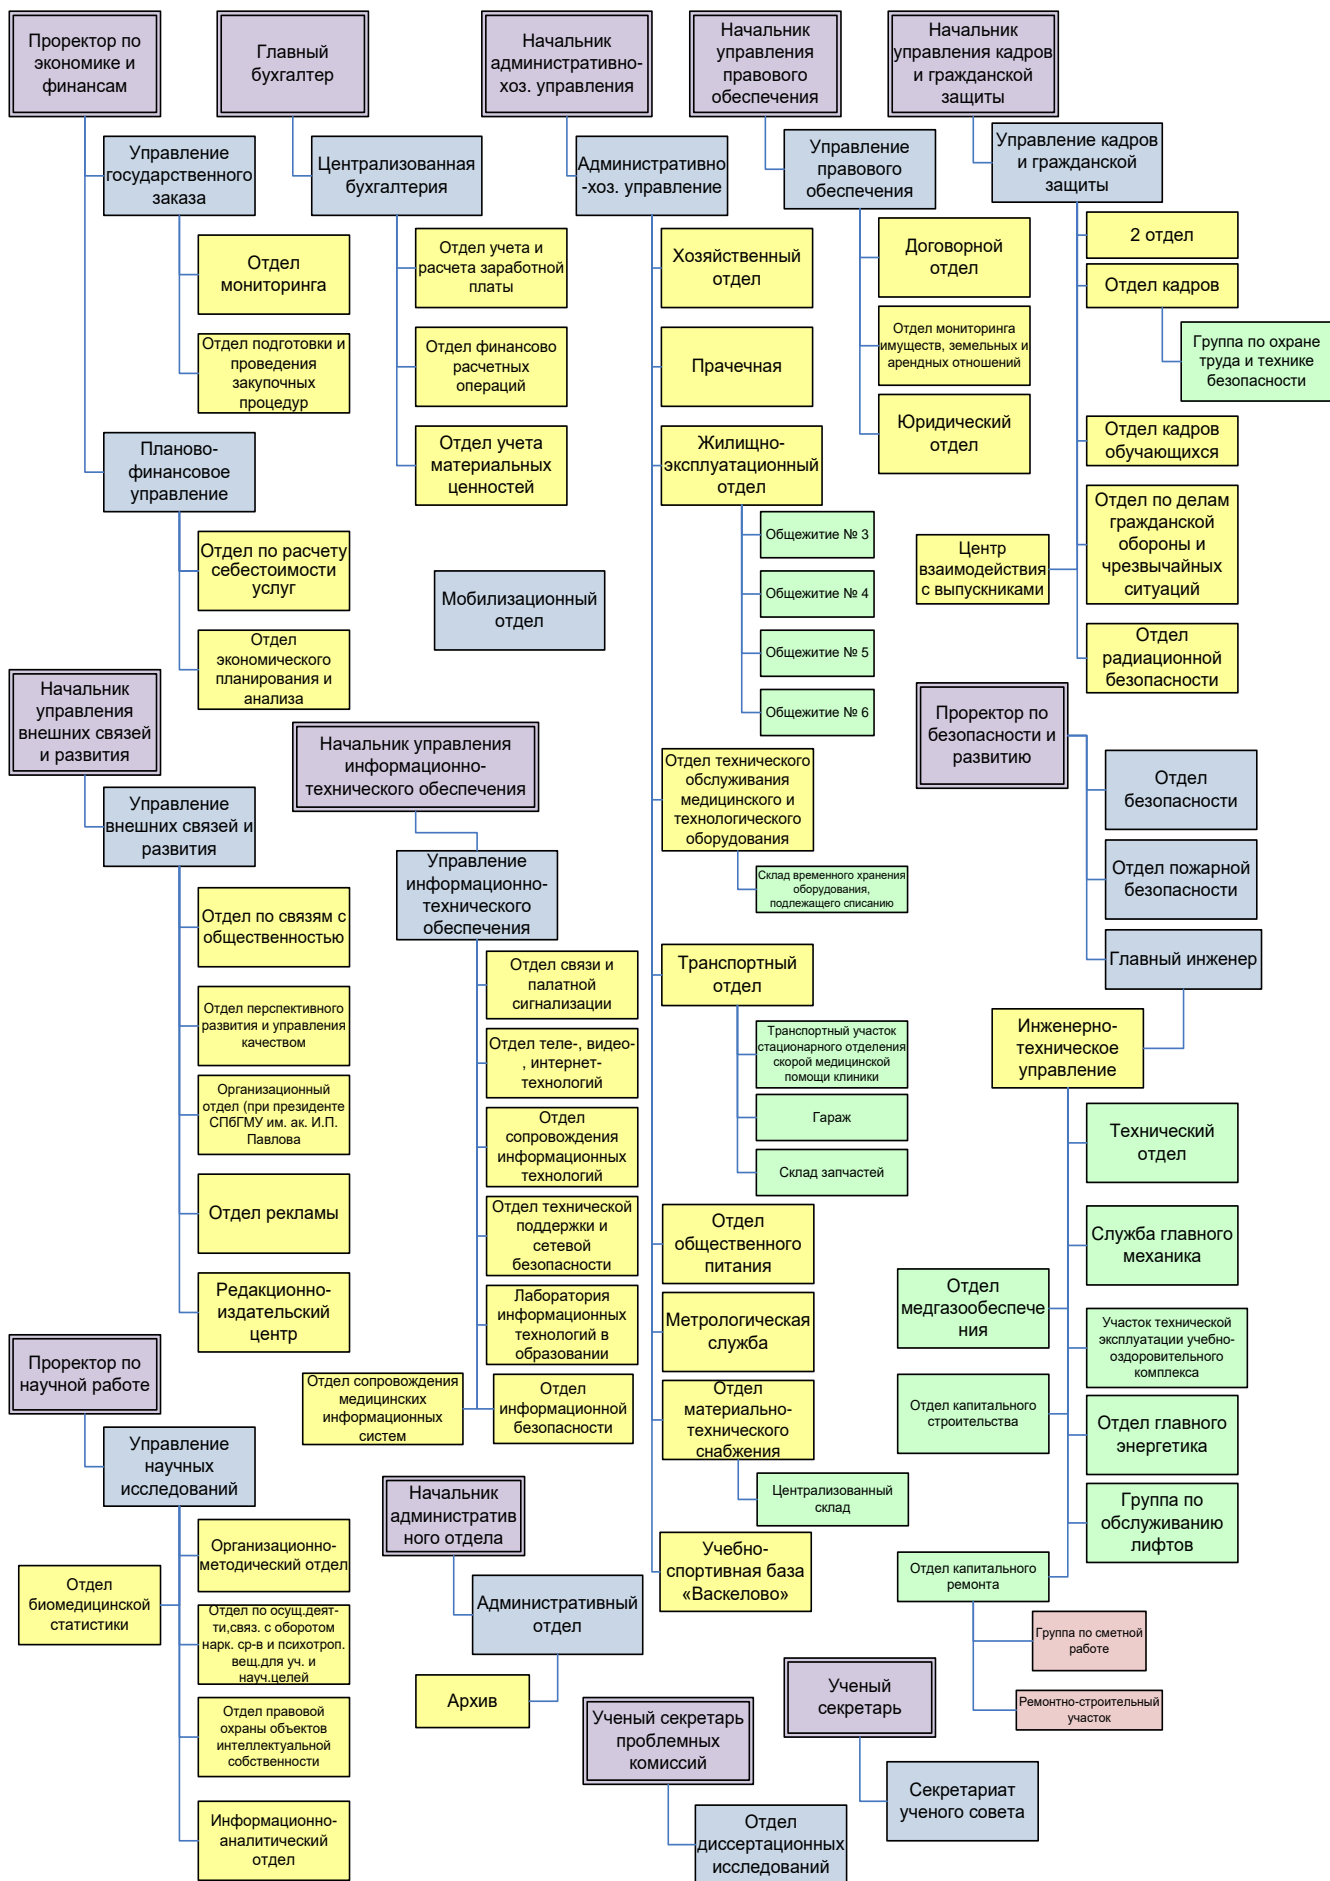 Проректор по
экономике и
финансам
Главный
бухгалтер
Начальник
административно-
хоз. управления
Начальник
управления
правового
обеспечения
Начальник
управления кадров
и гражданской
защиты
Управление
государственного
заказа
Централизованная
бухгалтерия
Административно
-хоз. управление
Управление
правового
обеспечения
Управление кадров
и гражданской
защиты
Отдел
мониторинга
Отдел учета и
расчета заработной
платы
Хозяйственный
отдел
Договорной
отдел
2 отдел
Отдел кадров
Группа по охране
труда и технике
безопасности
Отдел подготовки и
проведения
закупочных
процедур
Отдел финансово
расчетных
операций
Прачечная
Отдел мониторинга
имуществ, земельных и
арендных отношений
Планово-
финансовое
управление
Отдел учета
материальных
ценностей
Жилищно-
эксплуатационный
отдел
Юридический
отдел
Отдел кадров
обучающихся
Отдел по расчету
себестоимости
услуг
Мобилизационный
отдел
Общежитие № 3
Общежитие № 4
Общежитие № 5
Общежитие № 6
Центр
взаимодействия
с выпускниками
Отдел по делам
гражданской
обороны и
чрезвычайных
ситуаций
Отдел
экономического
планирования и
анализа
Отдел
радиационной
безопасности
Начальник
управления
внешних связей
и развития
Начальник управления
информационно-
технического обеспечения
Проректор по
безопасности и
развитию
Отдел технического
обслуживания
медицинского и
технологического
оборудования
Отдел
безопасности
Управление
внешних связей и
развития
Управление
информационно-
технического
обеспечения
Склад временного хранения
оборудования,
подлежащего списанию
Отдел пожарной
безопасности
Отдел по связям с
общественностью
Отдел связи и
палатной
сигнализации
Транспортный
отдел
Главный инженер
Отдел перспективного
развития и управления
качеством
Отдел теле-, видео-
, интернет-
технологий
Транспортный участок
стационарного отделения
скорой медицинской
помощи клиники
Инженерно-
техническое
управление
Организационный
отдел (при президенте
СПбГМУ им. ак. И.П.
Павлова
Отдел
сопровождения
информационных
технологий
Гараж
Склад запчастей
Технический
отдел
Отдел рекламы
Отдел технической
поддержки и
сетевой
безопасности
Отдел
общественного
питания
Служба главного
механика
Редакционно-
издательский
центр
Лаборатория
информационных
технологий в
образовании
Метрологическая
служба
Отдел
медгазообеспече
ния
Участок технической
эксплуатации учебно-
оздоровительного
комплекса
Проректор по
научной работе
Отдел сопровождения
медицинских
информационных
систем
Отдел
информационной
безопасности
Отдел
материально-
технического
снабжения
Отдел капитального
строительства
Отдел главного
энергетика
Управление
научных
исследований
Начальник
административ
ного отдела
Централизованный
склад
Группа по
обслуживанию
лифтов
Организационно-
методический отдел
Отдел
биомедицинской
статистики
Административный
отдел
Учебно-
спортивная база
«Васкелово»
Отдел капитального
ремонта
Отдел по осущ.деят-
ти,связ. с оборотом
нарк. ср-в и психотроп.
вещ.для уч. и
науч.целей
Группа по сметной
работе
Архив
Ремонтно-строительный
участок
Отдел правовой
охраны объектов
интеллектуальной
собственности
Ученый секретарь
проблемных
комиссий
Ученый
секретарь
Информационно-
аналитический
отдел
Отдел
диссертационных
исследований
Секретариат
ученого совета